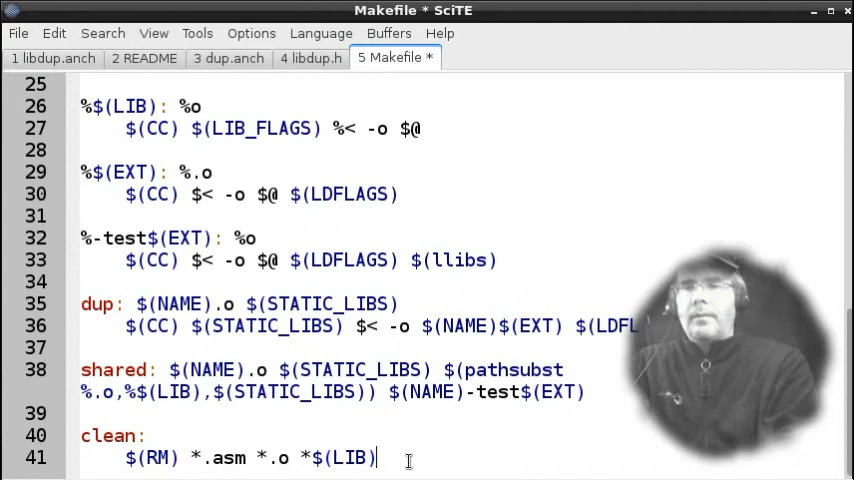 Makefile * SciTE
File Edit Search View Tools Options Language Buffers Help
1 libdup.anch 2 README 3 dup.anch 4 libdup.h 5 Makefile *
25
26 %$(LIB): %o
27 $(CC) $(LIB_FLAGS) %< -o $@
28
29 %$(EXT): %.o
30 $(CC) $< -o $@ $(LDFLAGS)
31
32 %-test$(EXT): %o
33 $(CC) $< -o $@ $(LDFLAGS) $(llibs)
34
35 dup: $(NAME).o $(STATIC_LIBS)
36 $(CC) $(STATIC_LIBS) $< -o $(NAME)$(EXT) $(LDFL
37
38 shared: $(NAME).o $(STATIC_LIBS) $(pathsubst
%.o,%$(LIB),$(STATIC_LIBS)) $(NAME)-test$(EXT)
39
40 clean:
41 $(RM) *.asm *.o *$(LIB)